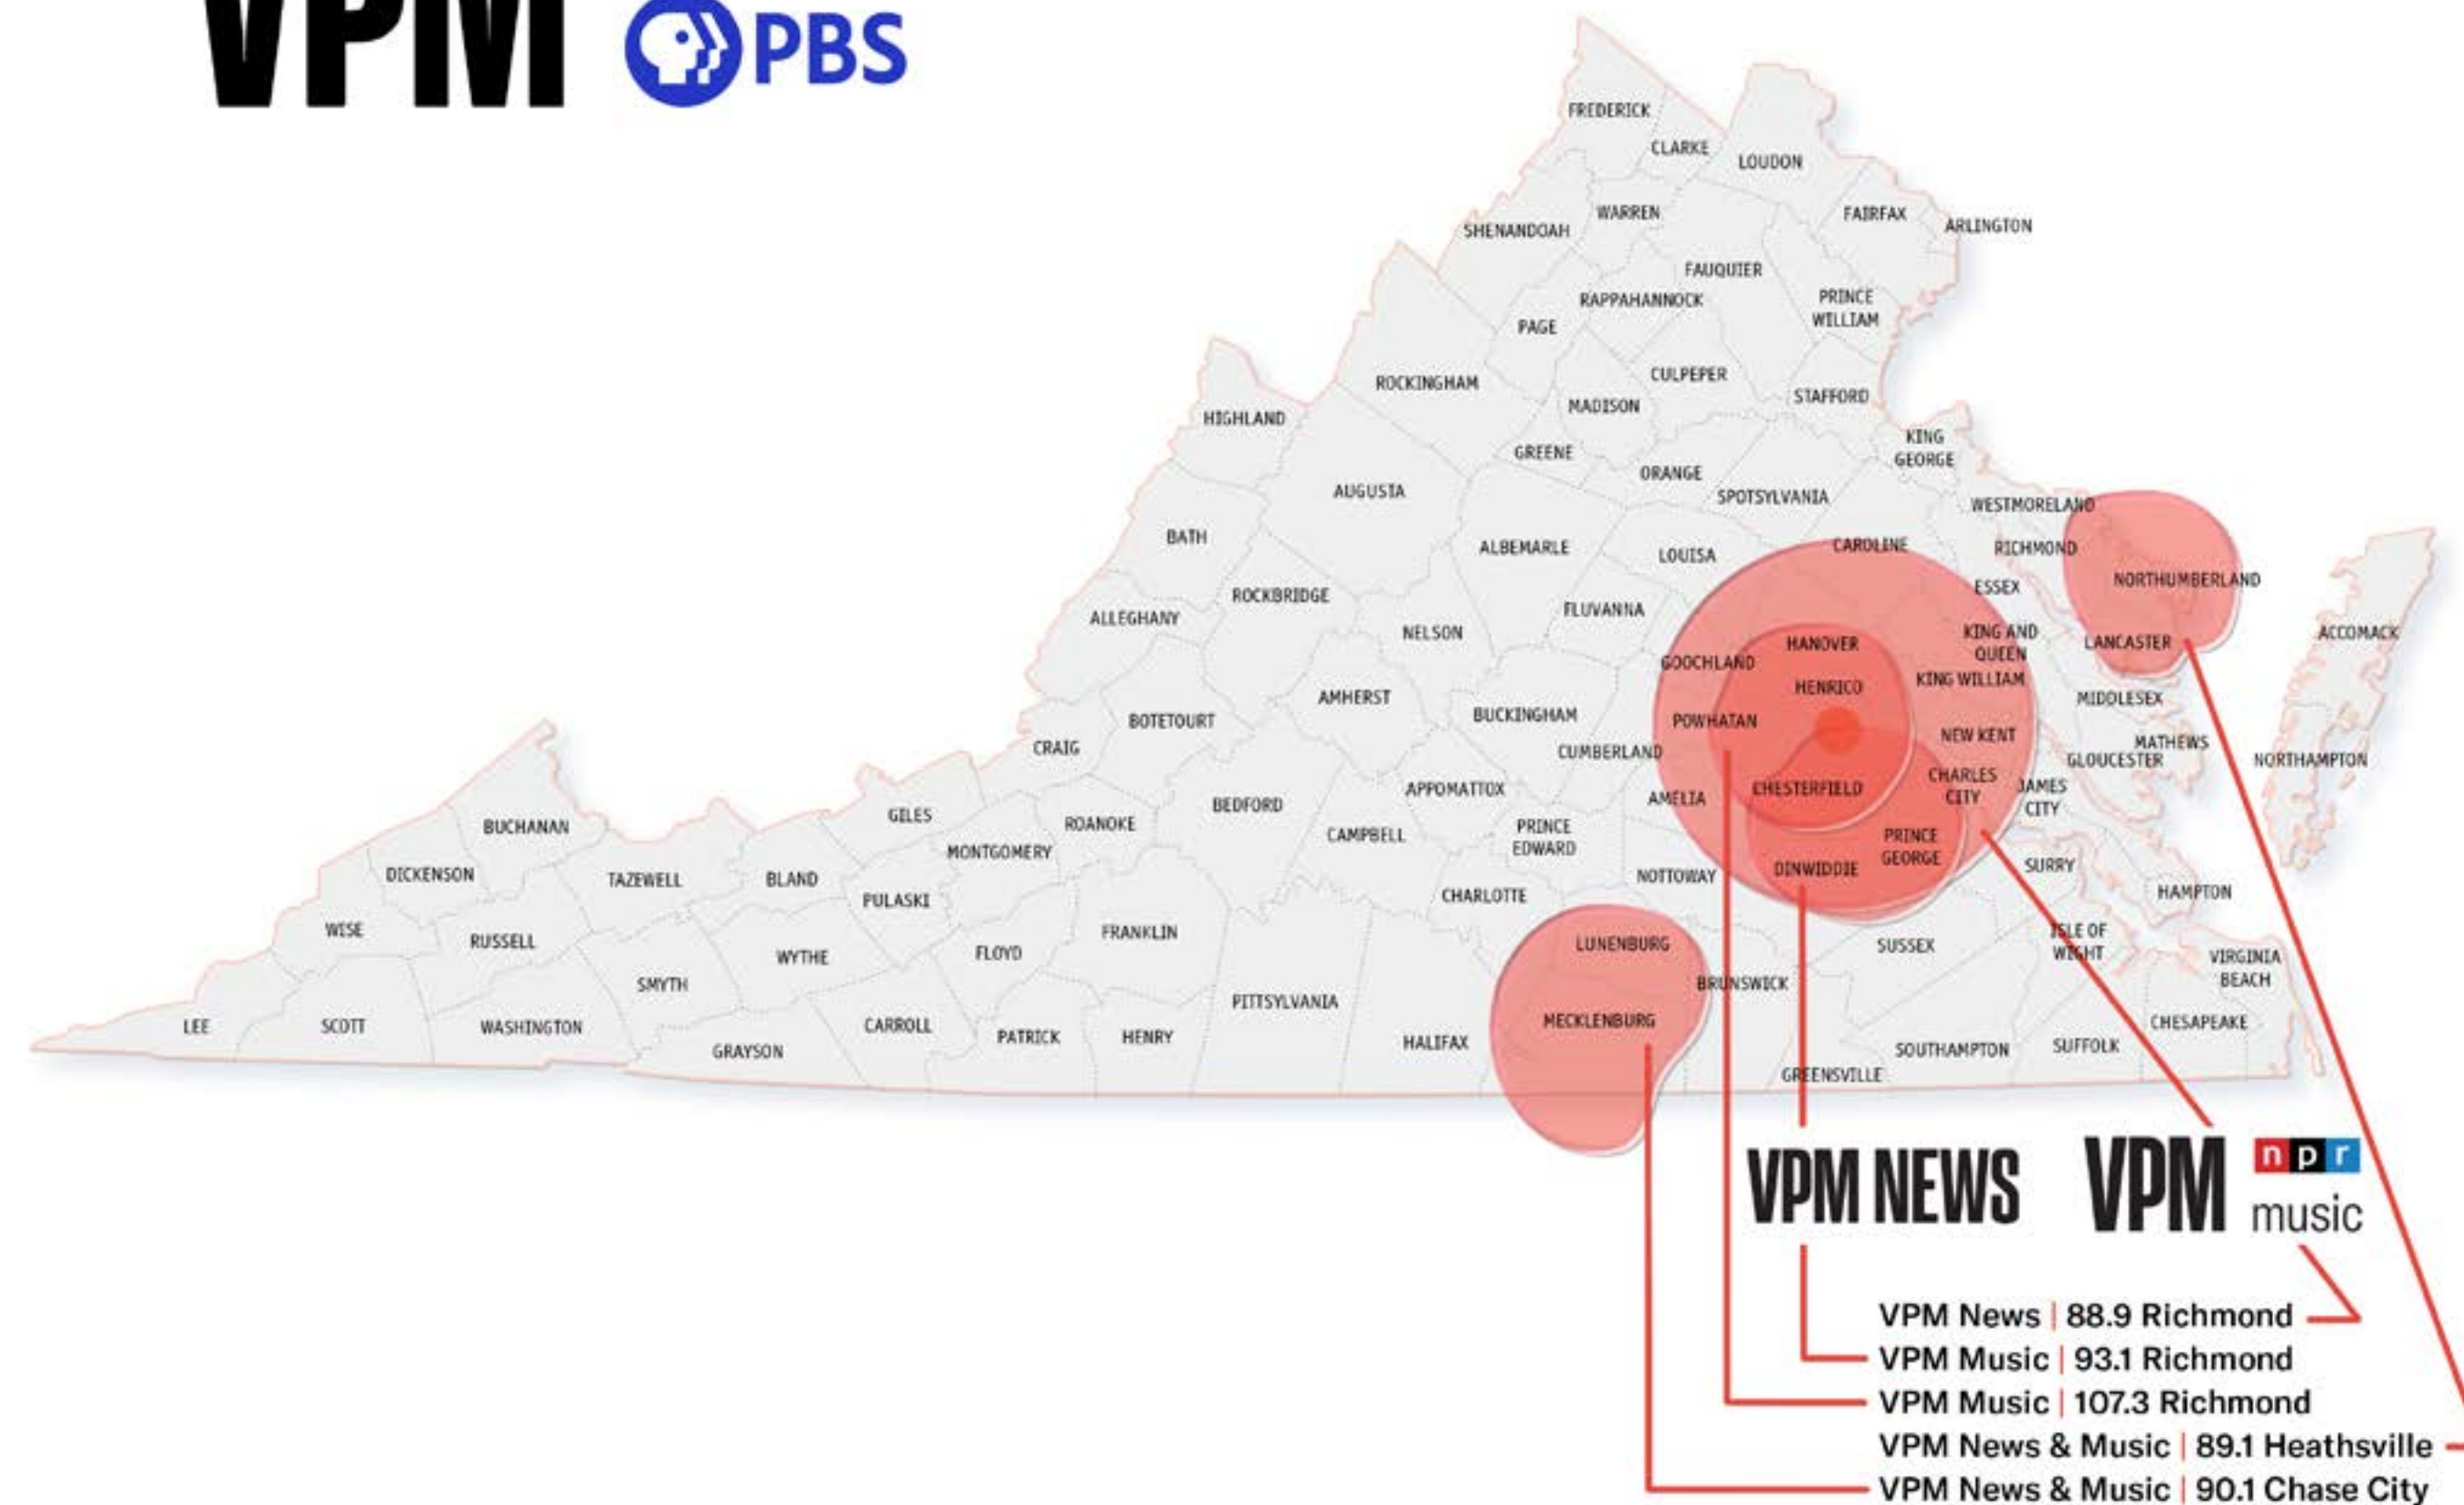 VPM
PBS
FREDERICK
CLARKE
LOUDON
WARREN
FAIRFAX
ARLINGTON
SHENANDOAH
FAUQUIER
RAPPAHANNOCK
PRINCE
WILLIAM
PAGE
ROCKINGHAM
CULPEPER
STAFFORD
MADISON
HIGHLAND
KING
GEORGE
GREENE
ORANGE
AUGUSTA
SPOTSYLVANIA
WESTMORELAND
BATH
ALBEMARLE
LOUISA
CAROLINE
RICHMOND
NORTHUMBERLAND
ESSEX
ROCKBRIDGE
FLUVANNA
ALLEGHANY
NELSON
HANOVER
KING AND
QUEEN
LANCASTER
ACCOMACK
GOOCHLAND
KING WILLIAM
HENRICO
AMHERST
MIDDLESEX
BOTETOURT
BUCKINGHAM
POWHATAN
NEW KENT
MATHEWS
CRAIG
CUMBERLAND
GLOUCESTER
NORTHAMPTON
CHARLES
CITY
JAMES
CITY
APPOMATTOX
AMELIA
CHESTERFIELD
BEDFORD
GILES
ROANOKE
BUCHANAN
CAMPBELL
PRINCE
EDWARD
PRINCE
GEORGE
MONTGOMERY
DICKENSON
TAZEWELL
BLAND
NOTTOWAY
DINWIDDIE
SURRY
HAMPTON
PULASKI
CHARLOTTE
WISE
RUSSELL
FRANKLIN
LUNENBURG
SUSSEX
ISLE OF
WIGHT
VIRGINIA
BEACH
WYTHE
FLOYD
SMYTH
BRUNSWICK
PITTSYLVANIA
LEE
SCOTT
WASHINGTON
CARROLL
PATRICK
HENRY
HALIFAX
MECKLENBURG
CHESAPEAKE
GRAYSON
SOUTHAMPTON
SUFFOLK
GREENSVILLE
VPM NEWS
VPM
npr
music
VPM News | 88.9 Richmond
VPM Music | 93.1 Richmond
VPM Music | 107.3 Richmond
VPM News & Music | 89.1 Heathsville
VPM News & Music | 90.1 Chase City